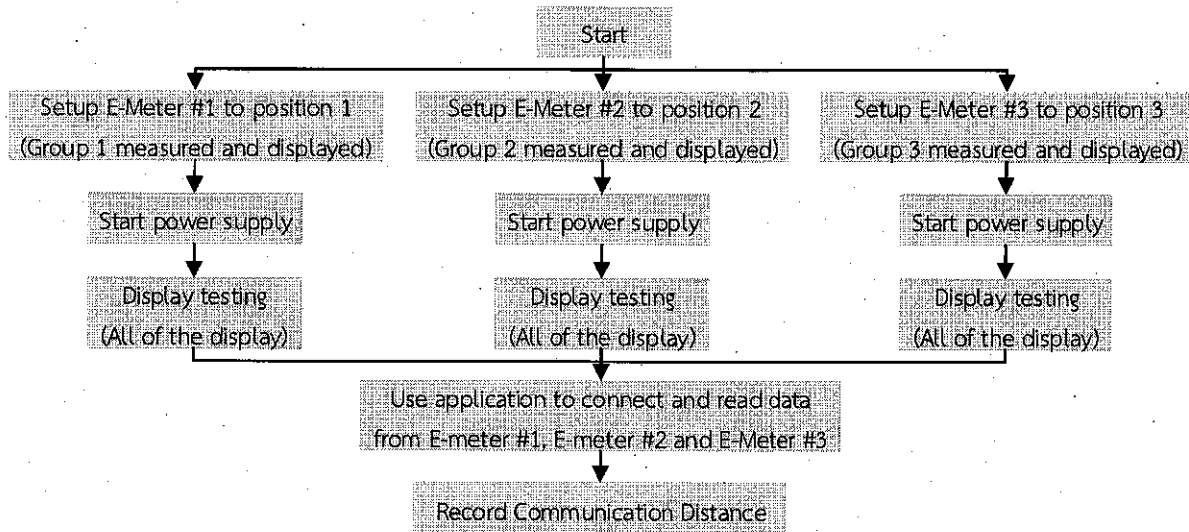 Start
Setup E-Meter #1 to position 1
(Group 1 measured and displayed)
Setup E-Meter #2 to position 2
(Group 2 measured and displayed)
Setup E-Meter #3 to position 3
(Group 3 measured and displayed)
Start power supply
Start power supply
Start power supply
Display testing
(All of the display)
Display testing
(All of the display)
Display testing
(All of the display)
Use application to connect and read data
from E-meter #1, E-meter #2 and E-Meter #3
Record Communication Distance